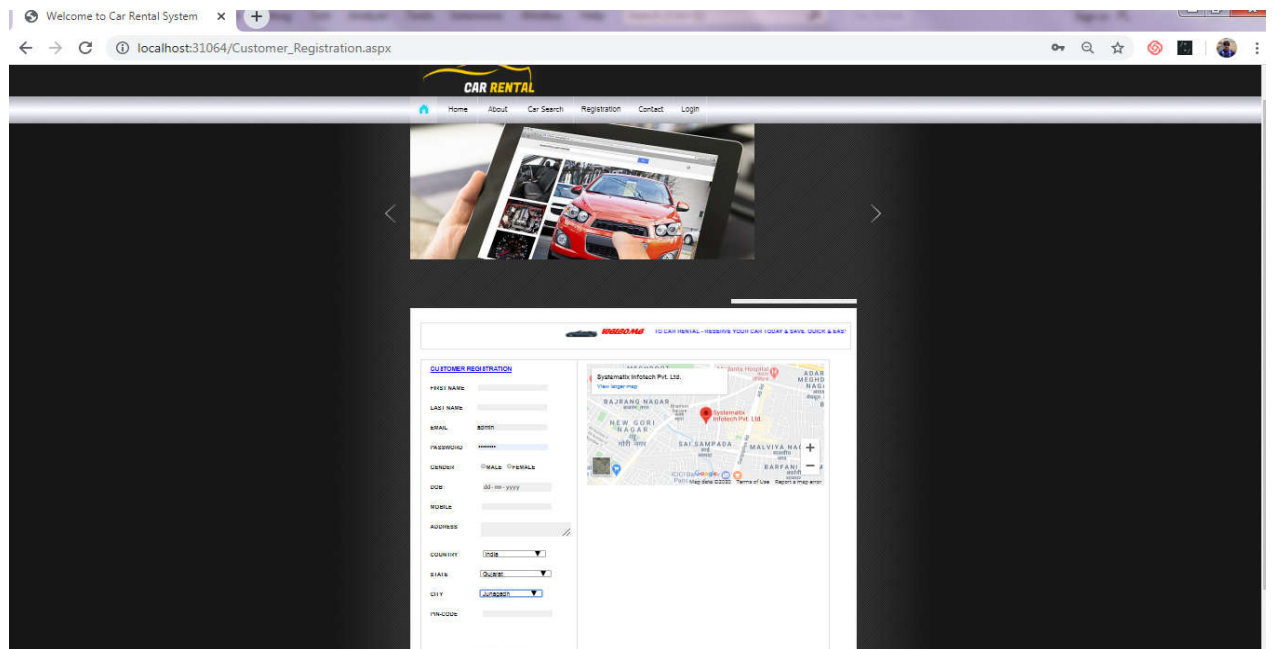 Welcome to Car Rental System
localhost:31064/Customer_Registration.aspx
CAR RENTAL
Home About Car Search Registration Contact Login
TO CAR RENTAL - RESERVE YOUR CAR TODAY & SAVE. QUICK & EAS
CUSTOMER REGISTRATION
FIRST NAME
LAST NAME
EMAIL admin
PASSWORD ••••••••
GENDER MALE FEMALE
DOB dd-mm-yyyy
MOBILE
ADDRESS
COUNTRY India
STATE Gujarat
CITY Junagadh
PIN-CODE
Systematix Infotech Pvt. Ltd.
View larger map
BAJRANG NAGAR
Systematix
Infotech Pvt. Ltd.
NEW GORI
NAGAR
SAI SAMPADA
MALVIYA NA
BARFANI
Google
Map data ©2020 Terms of Use Report a map error